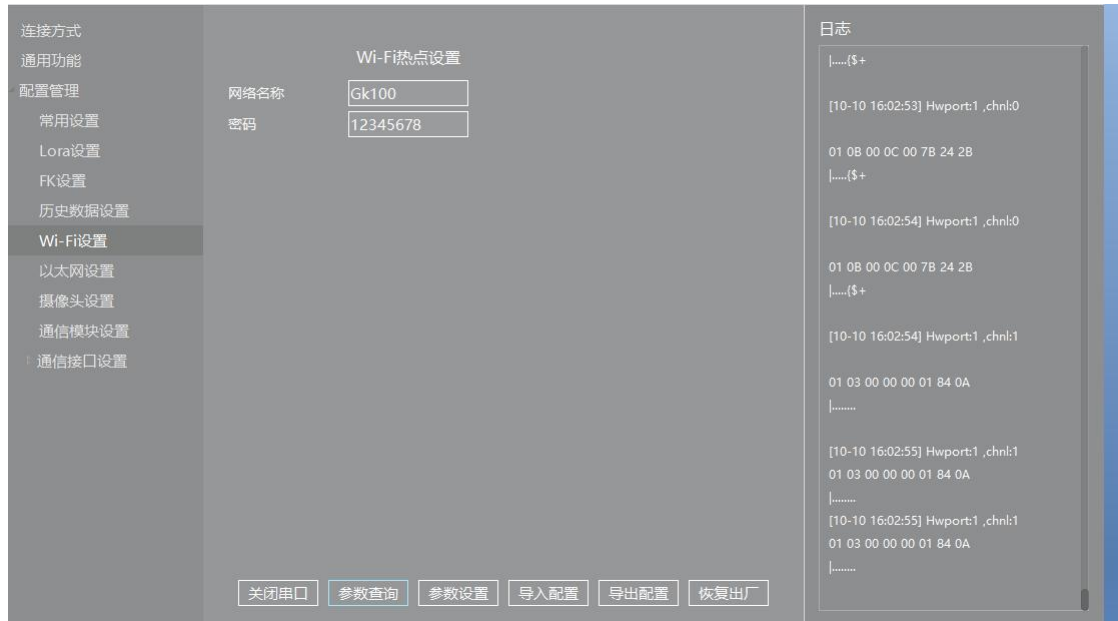 连接方式
通用功能
配置管理
常用设置
Lora设置
FK设置
历史数据设置
Wi-Fi设置
以太网设置
摄像头设置
通信模块设置
通信接口设置
Wi-Fi热点设置
网络名称 Gk100
密码 12345678
关闭串口 参数查询 参数设置 导入配置 导出配置 恢复出厂
日志
|.....{$+
[10-10 16:02:53] Hwport:1 ,chnl:0
01 0B 00 0C 00 7B 24 2B
|.....{$+
[10-10 16:02:54] Hwport:1 ,chnl:0
01 0B 00 0C 00 7B 24 2B
|.....{$+
[10-10 16:02:54] Hwport:1 ,chnl:1
01 03 00 00 00 01 84 0A
|........
[10-10 16:02:55] Hwport:1 ,chnl:1
01 03 00 00 00 01 84 0A
|........
[10-10 16:02:55] Hwport:1 ,chnl:1
01 03 00 00 00 01 84 0A
|........